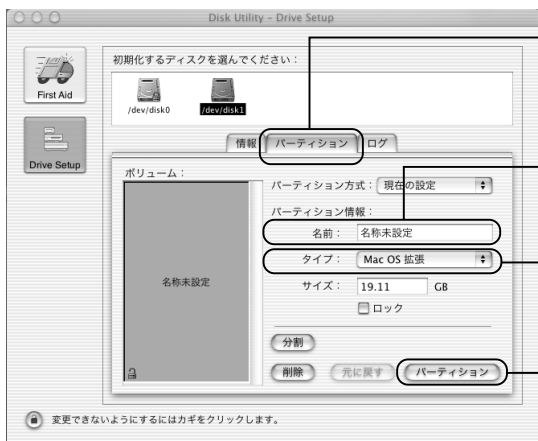 Disk Utility - Drive Setup
First Aid
Drive Setup
初期化するディスクを選んでください：
/dev/disk0
/dev/disk1
情報
パーティション
ログ
ボリューム：
名称未設定
パーティション方式：
現在の設定
パーティション情報：
名前：
名称未設定
タイプ：
Mac OS 拡張
サイズ：
19.11
GB
ロック
分割
削除
元に戻す
パーティション
変更できないようにするにはカギをクリックします。